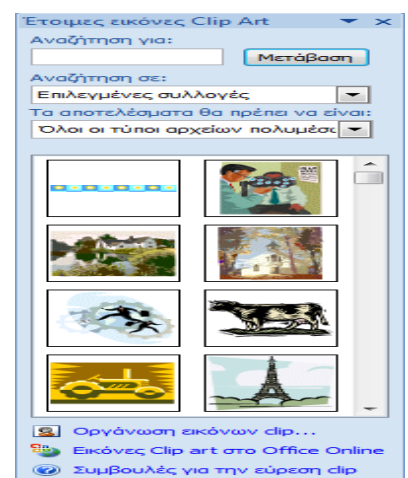 Έτοιμες εικόνες Clip Art
Αναζήτηση για:
Μετάβαση
Αναζήτηση σε:
Επιλεγμένες συλλογές
Τα αποτελέσματα θα πρέπει να είναι:
Όλοι οι τύποι αρχείων πολυμέσι
Οργάνωση εικόνων clip...
Εικόνες Clip art στο Office Online
Συμβουλές για την εύρεση clip